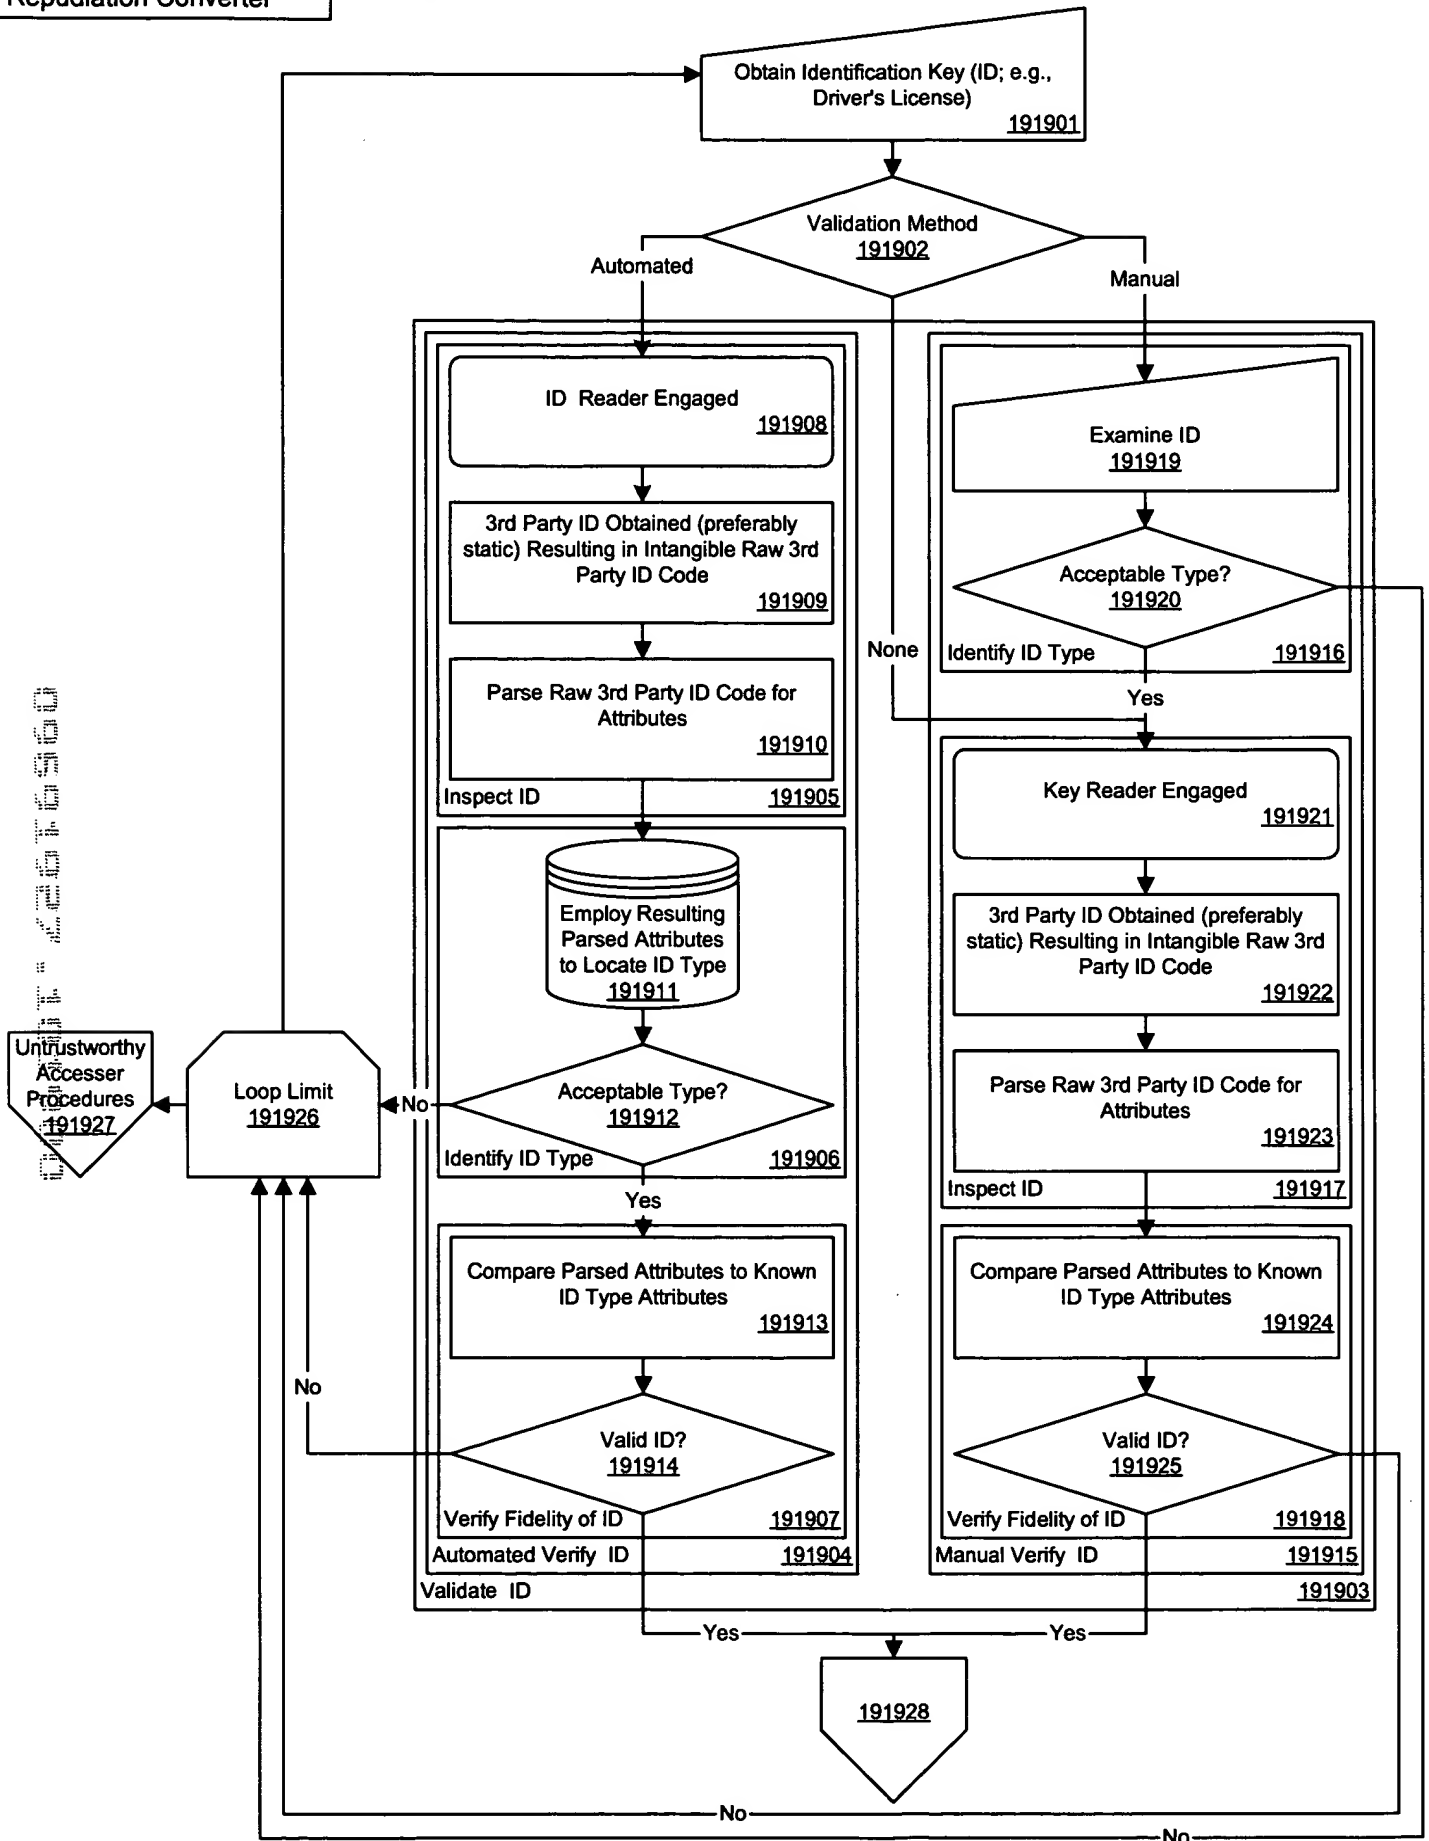 Repudiation Converter
Obtain Identification Key (ID; e.g.,
Driver's License)
191901
Validation Method
191902
Automated
Manual
None
ID Reader Engaged
191908
3rd Party ID Obtained (preferably
static) Resulting in Intangible Raw 3rd
Party ID Code
191909
Parse Raw 3rd Party ID Code for
Attributes
191910
Inspect ID
191905
Employ Resulting
Parsed Attributes
to Locate ID Type
191911
Acceptable Type?
191912
No
Identify ID Type
191906
Yes
Compare Parsed Attributes to Known
ID Type Attributes
191913
Valid ID?
191914
No
Verify Fidelity of ID
191907
Automated Verify ID
191904
Examine ID
191919
Acceptable Type?
191920
Identify ID Type
191916
Yes
Key Reader Engaged
191921
3rd Party ID Obtained (preferably
static) Resulting in Intangible Raw 3rd
Party ID Code
191922
Parse Raw 3rd Party ID Code for
Attributes
191923
Inspect ID
191917
Compare Parsed Attributes to Known
ID Type Attributes
191924
Valid ID?
191925
Verify Fidelity of ID
191918
Manual Verify ID
191915
Validate ID
191903
Untrustworthy
Accesser
Procedures
191927
Loop Limit
191926
Yes
Yes
191928
No
No